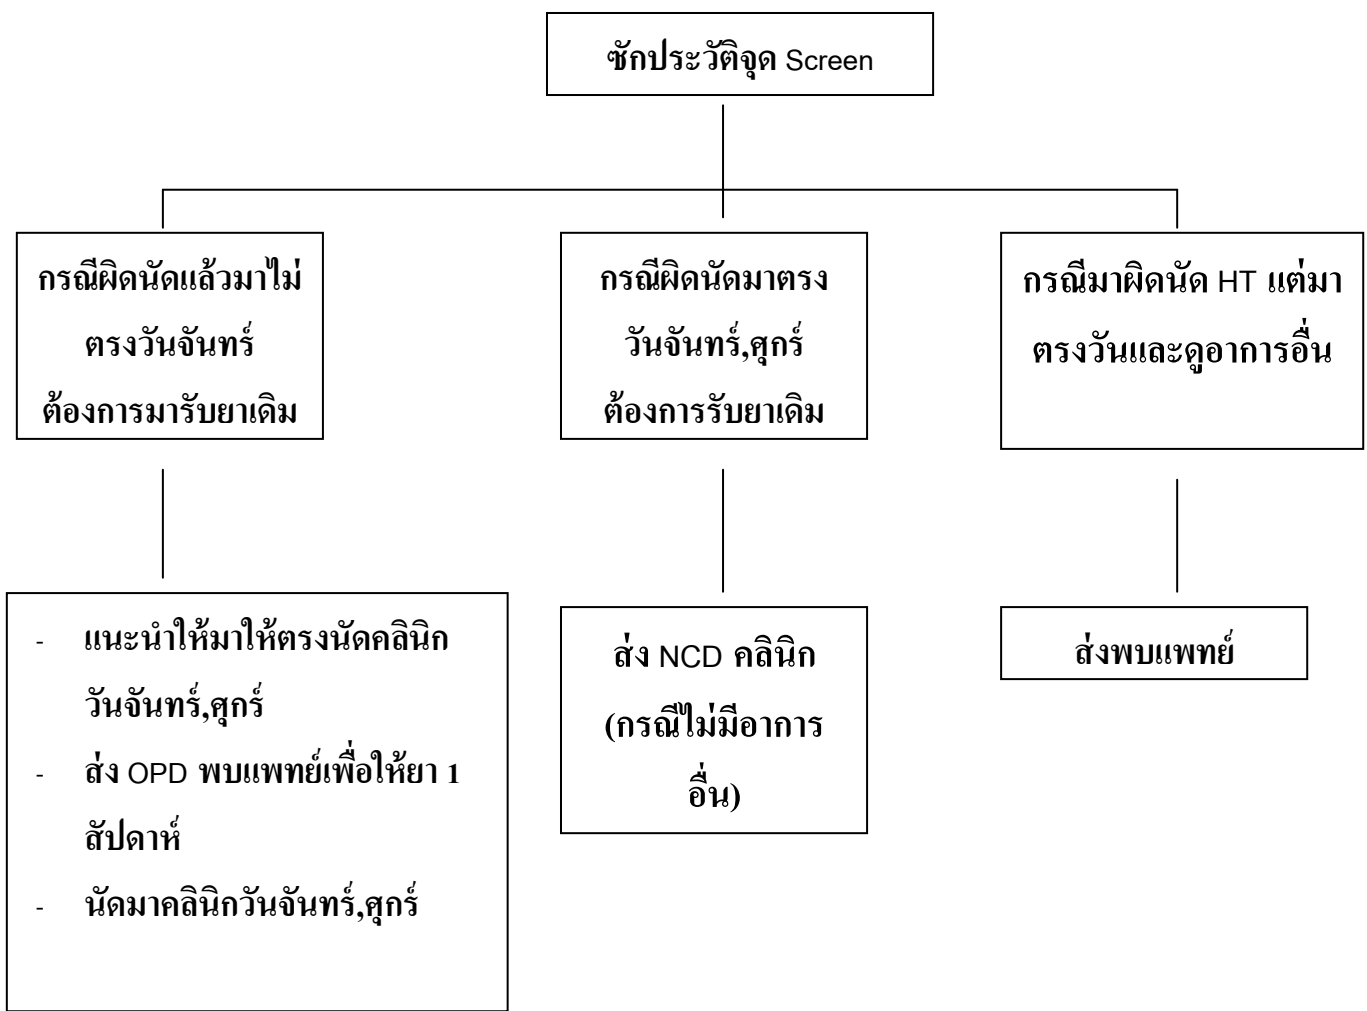 ซักประวัติจุด Screen
กรณีผิดนัดแล้วมาไม่
ตรงวันจันทร์
ต้องการมารับยาเดิม
กรณีผิดนัดมาตรง
วันจันทร์,ศุกร์
ต้องการรับยาเดิม
กรณีมาผิดนัด HT แต่มา
ตรงวันและดูอาการอื่น
- แนะนำให้มาให้ตรงนัดคลินิก
วันจันทร์,ศุกร์
- ส่ง OPD พบแพทย์เพื่อให้ยา 1
สัปดาห์
- นัดมาคลินิกวันจันทร์,ศุกร์
ส่ง NCD คลินิก
(กรณีไม่มีอาการ
อื่น)
ส่งพบแพทย์